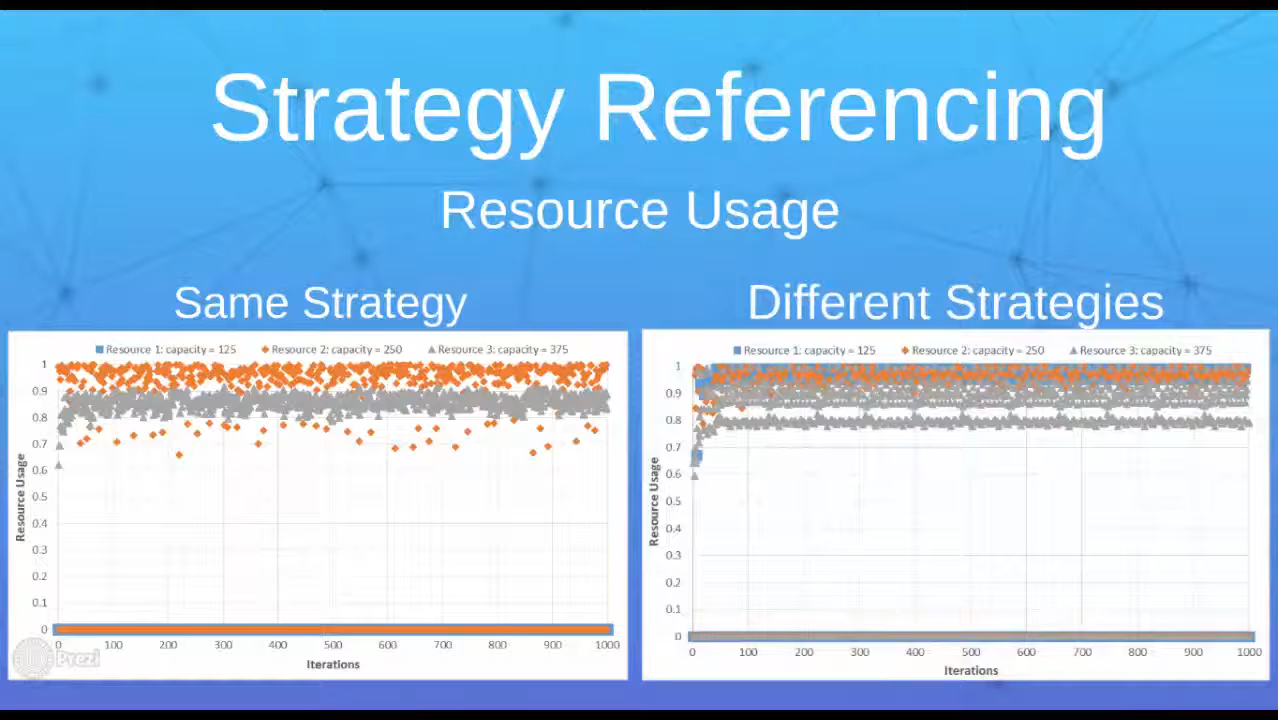 Strategy Referencing
Resource Usage
Same Strategy
Different Strategies
Resource 1: capacity = 125 Resource 2: capacity = 250 Resource 3: capacity = 375
1
0.9
0.8
0.7
0.6
0.5
0.4
0.3
0.2
0.1
0
Resource Usage
0 100 200 300 400 500 600 700 800 900 1000
Iterations
Prezi
Resource 1: capacity = 125 Resource 2: capacity = 250 Resource 3: capacity = 375
1
0.9
0.8
0.7
0.6
0.5
0.4
0.3
0.2
0.1
0
Resource Usage
0 100 200 300 400 500 600 700 800 900 1000
Iterations